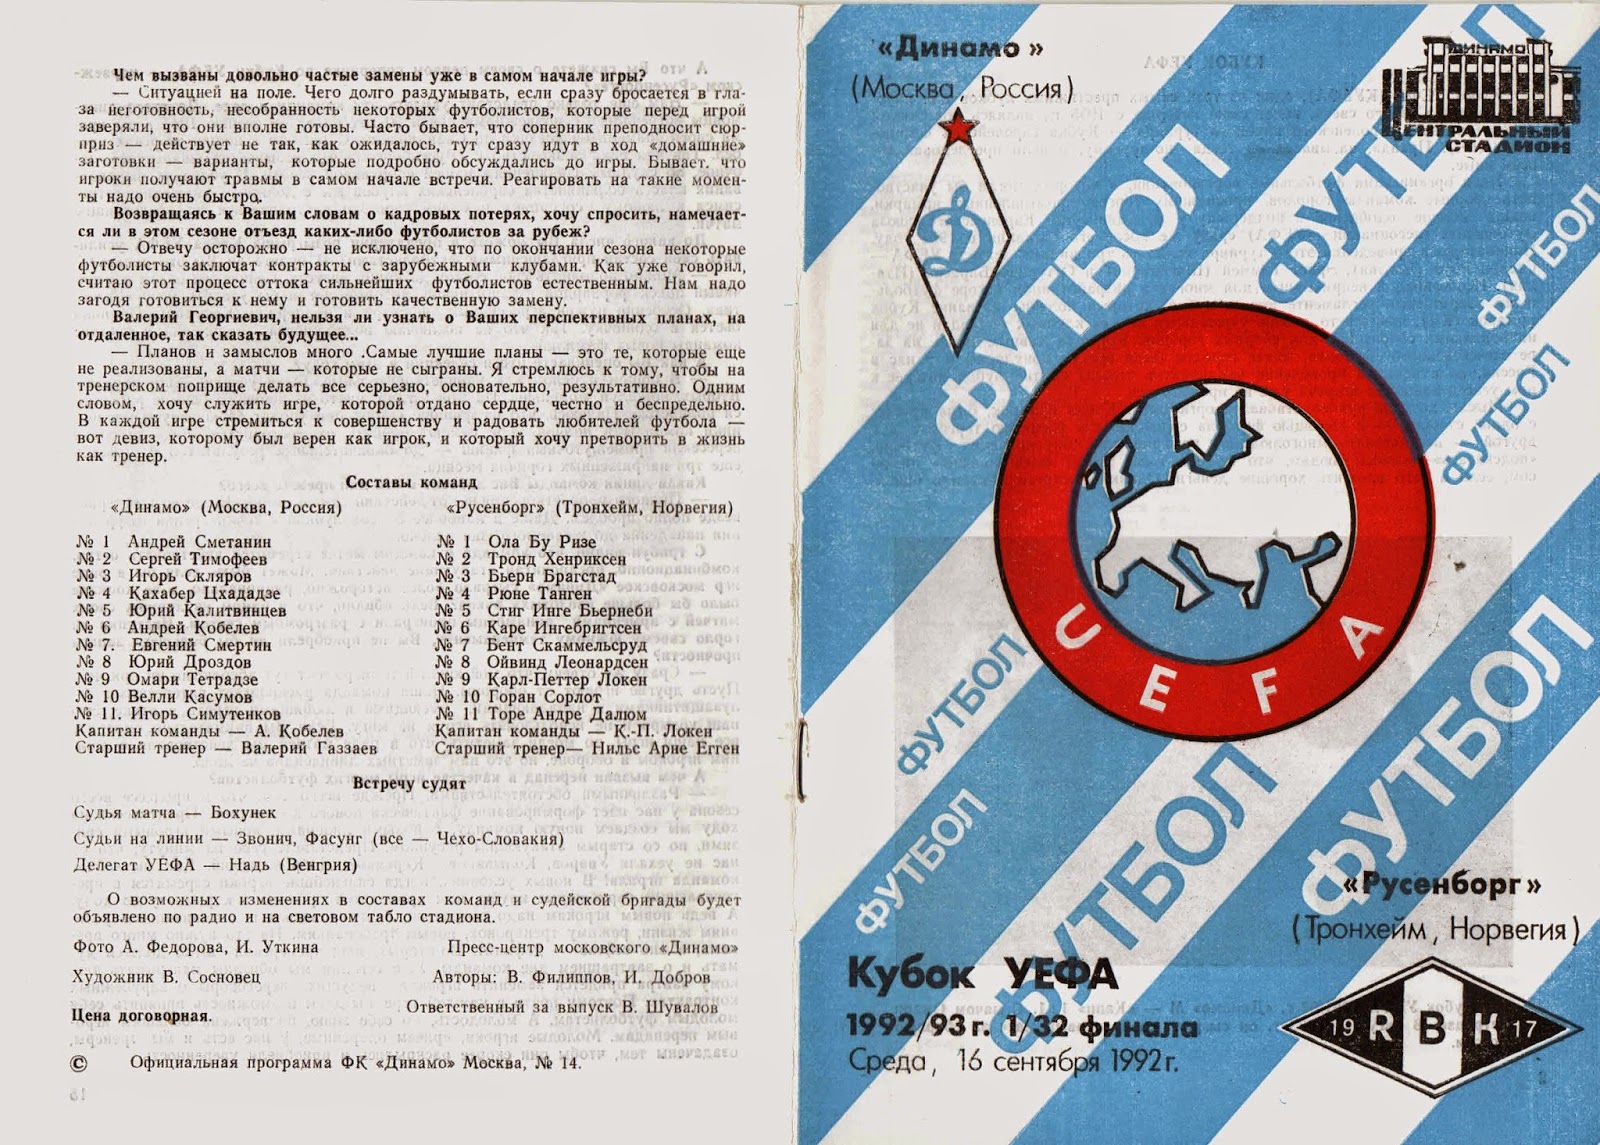 Чем вызваны довольно частые замены уже в самом начале игры?
— Ситуацией на поле. Чего долго раздумывать, если сразу бросается в гла-
за неготовность, несобранность некоторых футболистов, которые перед игрой
заверяли, что они вполне готовы. Часто бывает, что соперник преподносит сюр-
приз — действует не так, как ожидалось, тут сразу идут в ход «домашние»
заготовки — варианты, которые подробно обсуждались до игры. Бывает. что
игроки получают травмы в самом начале встречи. Реагировать на такие момен-
ты надо очень быстро.
Возвращаясь к Вашим словам о кадровых потерях, хочу спросить, намечает-
ся ли в этом сезоне отъезд каких-либо футболистов за рубеж?
— Отвечу осторожно — не исключено, что по окончании сезона некоторые
футболисты заключат контракты с зарубежными клубами. Как уже говорил,
считаю этот процесс оттока сильнейших футболистов естественным. Нам надо
загодя готовиться к нему и готовить качественную замену.
Валерий Георгиевич, нельзя ли узнать о Ваших перспективных планах, на
отдаленное, так сказать будущее...
— Планов и замыслов много .Самые лучшие планы — это те, которые еще
не реализованы, а матчи — которые не сыграны. Я стремлюсь к тому, чтобы на
тренерском поприще делать все серьезно, основательно, результативно. Одним
словом, хочу служить игре, которой отдано сердце, честно и беспредельно.
В каждой игре стремиться к совершенству и радовать любителей футбола —
вот девиз, которому был верен как игрок, и который хочу претворить в жизнь
как тренер.
Составы команд
«Динамо» (Москва, Россия)
№ 1 Андрей Сметанин
№ 2 Сергей Тимофеев
№ 3 Игорь Скляров
№ 4 Кахабер Цхададзе
№ 5 Юрий Калитвинцев
№ 6 Андрей Кобелев
№ 7. Евгений Смертин
№ 8 Юрий Дроздов
№ 9 Омари Тетрадзе
№ 10 Велли Касумов
№ 11. Игорь Симутенков
Капитан команды — А. Кобелев
Старший тренер — Валерий Газзаев
«Русенборг» (Тронхейм, Норвегия)
№ 1 Ола Бу Ризе
№ 2 Тронд Хенриксен
№ 3 Бьерн Брагстад
№ 4 Рюне Танген
№ 5 Стиг Инге Бьернеби
№ 6 Каре Ингебригтсен
№ 7 Бент Скаммельсруд
№ 8 Ойвинд Леонардсен
№ 9 Карл-Петтер Локен
№ 10 Горан Сорлот
№ 11 Торе Андре Далюм
Капитан команды — К.-П. Локен
Старший тренер— Нильс Арне Егген
Встречу судят
Судья матча — Бохунек
Судьи на линии — Звонич, Фасунг (все — Чехо-Словакия)
Делегат УЕФА — Надь (Венгрия)
О возможных изменениях в составах команд и судейской бригады будет
объявлено по радио и на световом табло стадиона.
Фото А. Федорова, И. Уткина
Художник В. Сосновец
Цена договорная.
Пресс-центр московского «Динамо»
Авторы: В. Филиппов, И. Добров
Ответственный за выпуск В. Шувалов
© Официальная программа ФК «Динамо» Москва, № 14.
«Динамо»
(Москва, Россия)
Д
ДИНАМО
ЦЕНТРАЛЬНЫЙ
СТАДИОН
ФУТБОЛ
ФУТБОЛ
ФУТБОЛ
ФУТБОЛ
UEFA
ФУТБОЛ
ФУТБОЛ
ФУТБОЛ
ФУТБОЛ
«Русенборг»
(Тронхейм, Норвегия)
19 RBK 17
Кубок УЕФА
1992/93 г. 1/32 финала
Среда, 16 сентября 1992 г.